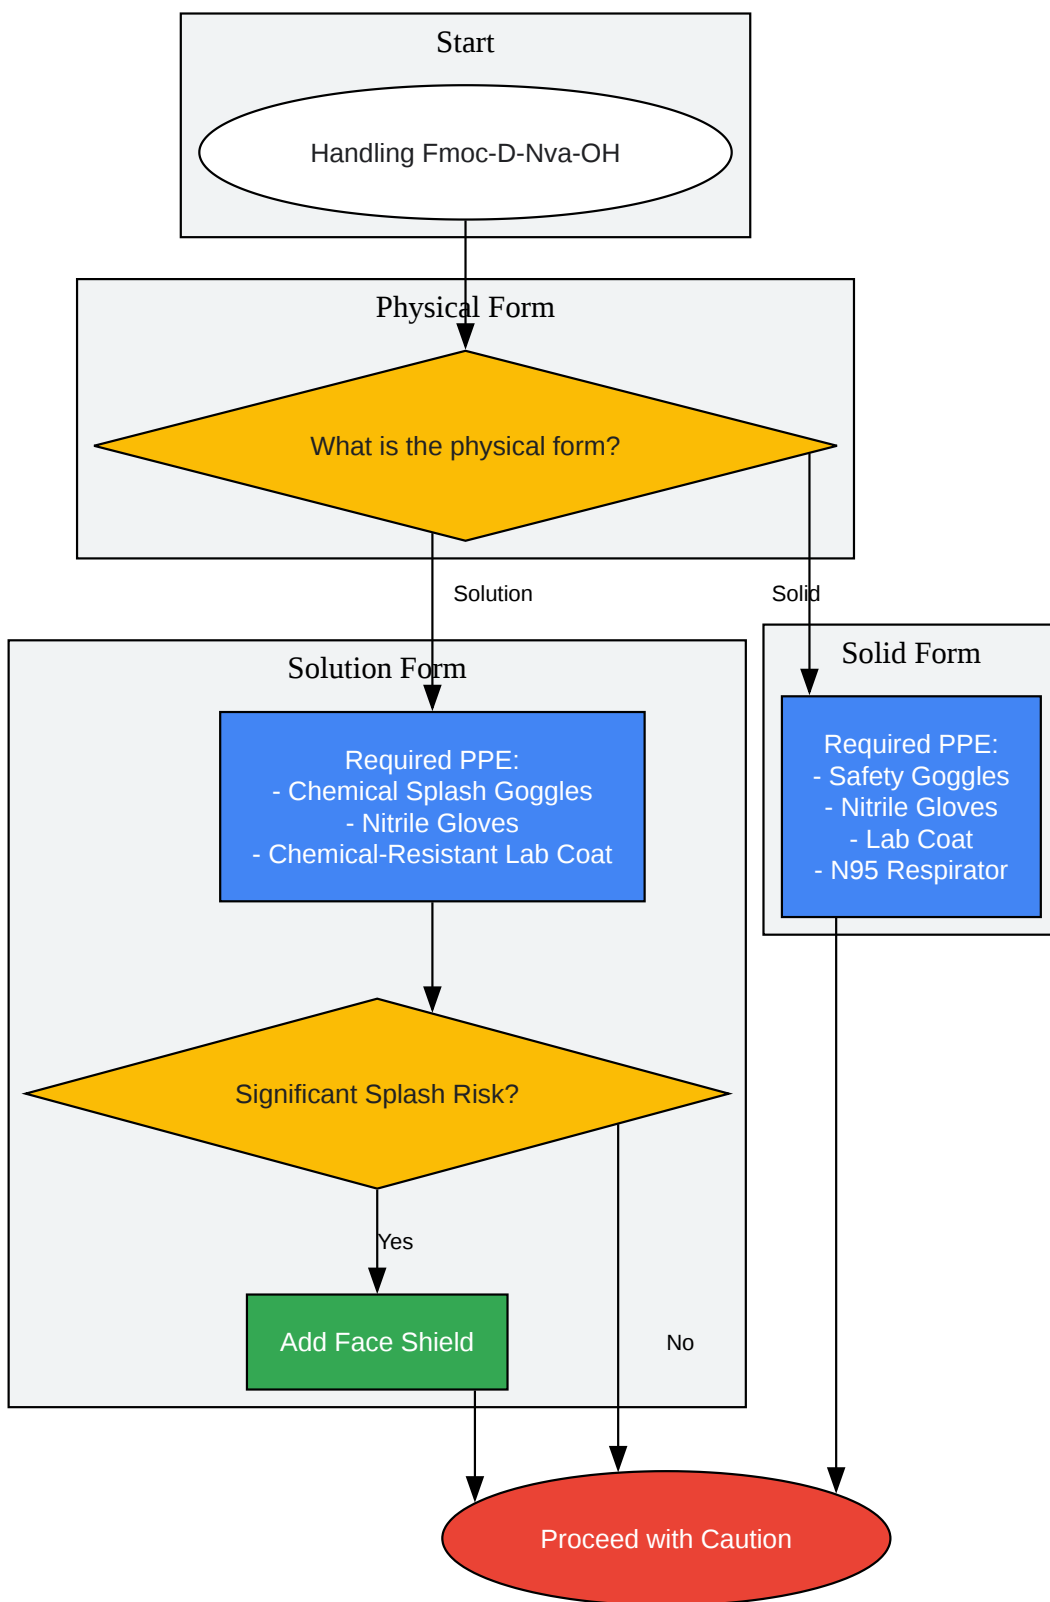 Start
Handling Fmoc-D-Nva-OH
Physical Form
What is the physical form?
Solution
Solid
Solution Form
Required PPE:
- Chemical Splash Goggles
- Nitrile Gloves
- Chemical-Resistant Lab Coat
Solid Form
Required PPE:
- Safety Goggles
- Nitrile Gloves
- Lab Coat
- N95 Respirator
Significant Splash Risk?
Yes
Add Face Shield
No
Proceed with Caution